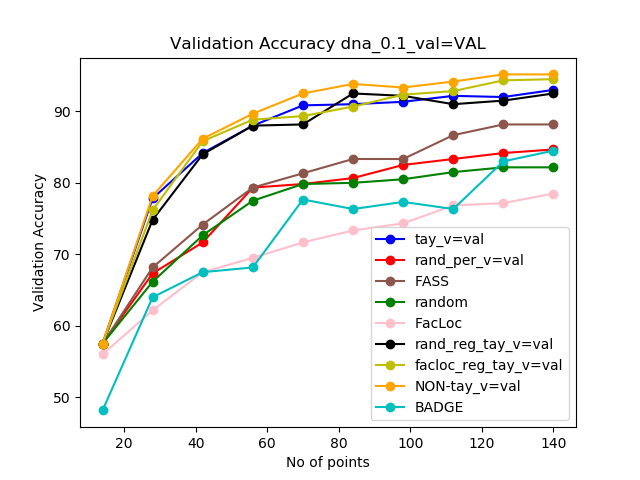 Validation Accuracy dna_0.1_val=VAL
Validation Accuracy
90
80
70
60
50
20 40 60 80 100 120 140
No of points
tay_v=val
rand_per_v=val
FASS
random
FacLoc
rand_reg_tay_v=val
facloc_reg_tay_v=val
NON-tay_v=val
BADGE